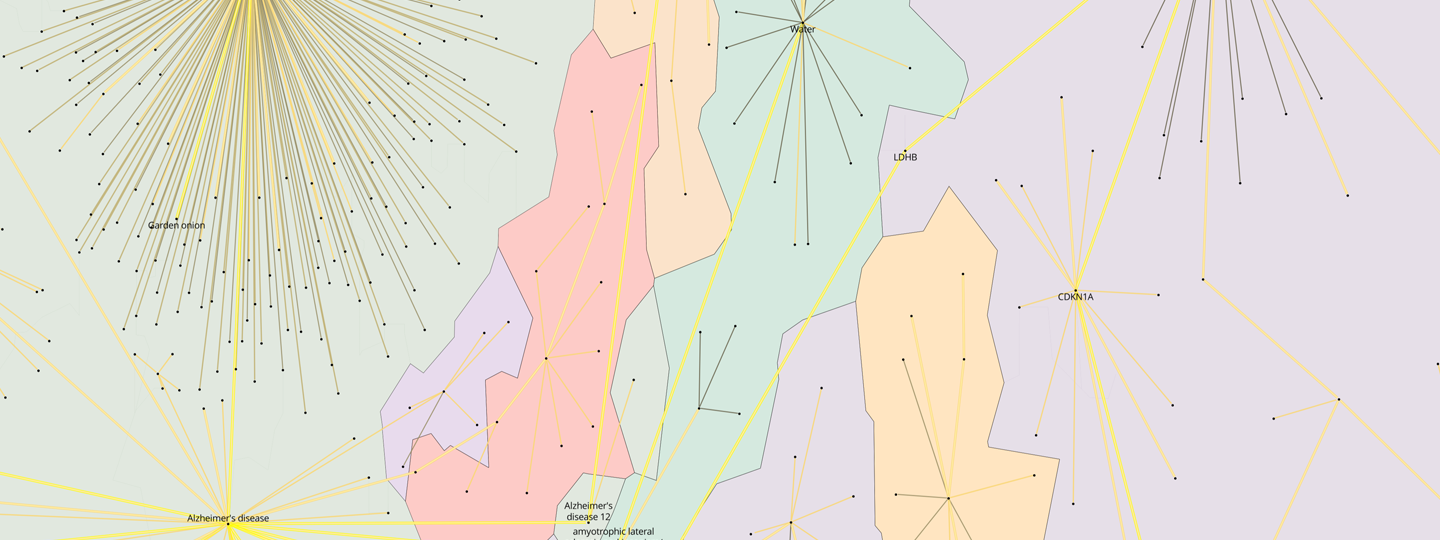 Water
LDHB
Garden onion
CDKN1A
Alzheimer's
disease 12
Alzheimer's disease
amyotrophic lateral